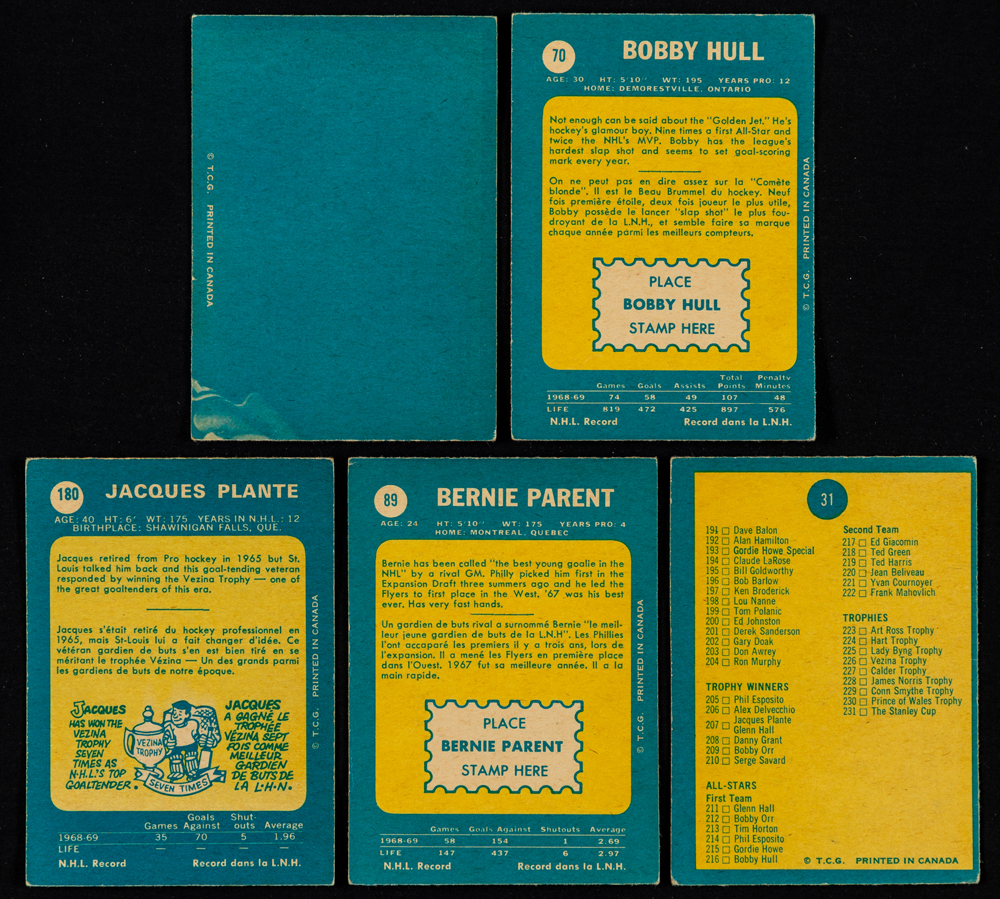 © T.C.G. PRINTED IN CANADA
70
BOBBY HULL
AGE: 30 HT: 5'10" WT: 195 YEARS PRO: 12
HOME: DEMORESTVILLE, ONTARIO
Not enough can be said about the "Golden Jet." He's
hockey's glamour boy. Nine times a first All-Star and
twice the NHL's MVP. Bobby has the league's
hardest slap shot and seems to set goal-scoring
mark every year.
On ne peut pas en dire assez sur la "Comète
blonde". Il est le Beau Brummel du hockey. Neuf
fois première étoile, deux fois joueur le plus utile,
Bobby possède le lancer "slap shot" le plus fou-
droyant de la L.N.H., et semble faire sa marque
chaque année parmi les meilleurs compteurs.
PLACE
BOBBY HULL
STAMP HERE
Total Penalty
Games Goals Assists Points Minutes
1968-69 74 58 49 107 48
LIFE 819 472 425 897 576
N.H.L. Record Record dans la L.N.H.
© T.C.G. PRINTED IN CANADA
180
JACQUES PLANTE
AGE: 40 HT: 6' WT: 175 YEARS IN N.H.L.: 12
BIRTHPLACE: SHAWINIGAN FALLS, QUE.
Jacques retired from Pro hockey in 1965 but St.
Louis talked him back and this goal-tending veteran
responded by winning the Vezina Trophy — one of
the great goaltenders of this era.
Jacques s'était retiré du hockey professionnel en
1965, mais St-Louis lui a fait changer d'idée. Ce
vétéran gardien de buts s'en est bien tiré en se
méritant le trophée Vézina — Un des grands parmi
les gardiens de buts de notre époque.
JACQUES
HAS WON THE
VEZINA
TROPHY
SEVEN
TIMES AS
N·H·L·'S TOP
GOALTENDER.
VEZINA
TROPHY
SEVEN TIMES
JACQUES
A GAGNÉ LE
TROPHÉE
VÉZINA SEPT
FOIS COMME
MEILLEUR
GARDIEN
DE BUTS DE
LA L·H·N·
Goals Shut-
Games Against outs Average
1968-69 35 70 5 1.96
LIFE — — — —
N.H.L. Record Record dans la L.N.H.
© T.C.G. PRINTED IN CANADA
89
BERNIE PARENT
AGE: 24 HT: 5'10" WT: 175 YEARS PRO: 4
HOME: MONTREAL, QUEBEC
Bernie has been called "the best young goalie in the
NHL" by a rival GM. Philly picked him first in the
Expansion Draft three summers ago and he led the
Flyers to first place in the West. '67 was his best
ever. Has very fast hands.
Un gardien de buts rival a surnommé Bernie "le meil-
leur jeune gardien de buts de la L.N.H". Les Phillies
l'ont accaparé les premiers il y a trois ans, lors de
l'expansion. Il a mené les Flyers en première place
dans l'Ouest. 1967 fut sa meilleure année. Il a la
main rapide.
PLACE
BERNIE PARENT
STAMP HERE
Games Goals Against Shutouts Average
1968-69 58 154 1 2.69
LIFE 147 437 6 2.97
N.H.L. Record Record dans la L.N.H.
© T.C.G. PRINTED IN CANADA
31
191 □ Dave Balon
192 □ Alan Hamilton
193 □ Gordie Howe Special
194 □ Claude LaRose
195 □ Bill Goldworthy
196 □ Bob Barlow
197 □ Ken Broderick
198 □ Lou Nanne
199 □ Tom Polanic
200 □ Ed Johnston
201 □ Derek Sanderson
202 □ Gary Doak
203 □ Don Awrey
204 □ Ron Murphy
TROPHY WINNERS
205 □ Phil Esposito
206 □ Alex Delvecchio
207 □ Jacques Plante
Glenn Hall
208 □ Danny Grant
209 □ Bobby Orr
210 □ Serge Savard
ALL-STARS
First Team
211 □ Glenn Hall
212 □ Bobby Orr
213 □ Tim Horton
214 □ Phil Esposito
215 □ Gordie Howe
216 □ Bobby Hull
Second Team
217 □ Ed Giacomin
218 □ Ted Green
219 □ Ted Harris
220 □ Jean Beliveau
221 □ Yvan Cournoyer
222 □ Frank Mahovlich
TROPHIES
223 □ Art Ross Trophy
224 □ Hart Trophy
225 □ Lady Byng Trophy
226 □ Vezina Trophy
227 □ Calder Trophy
228 □ James Norris Trophy
229 □ Conn Smythe Trophy
230 □ Prince of Wales Trophy
231 □ The Stanley Cup
© T.C.G. PRINTED IN CANADA